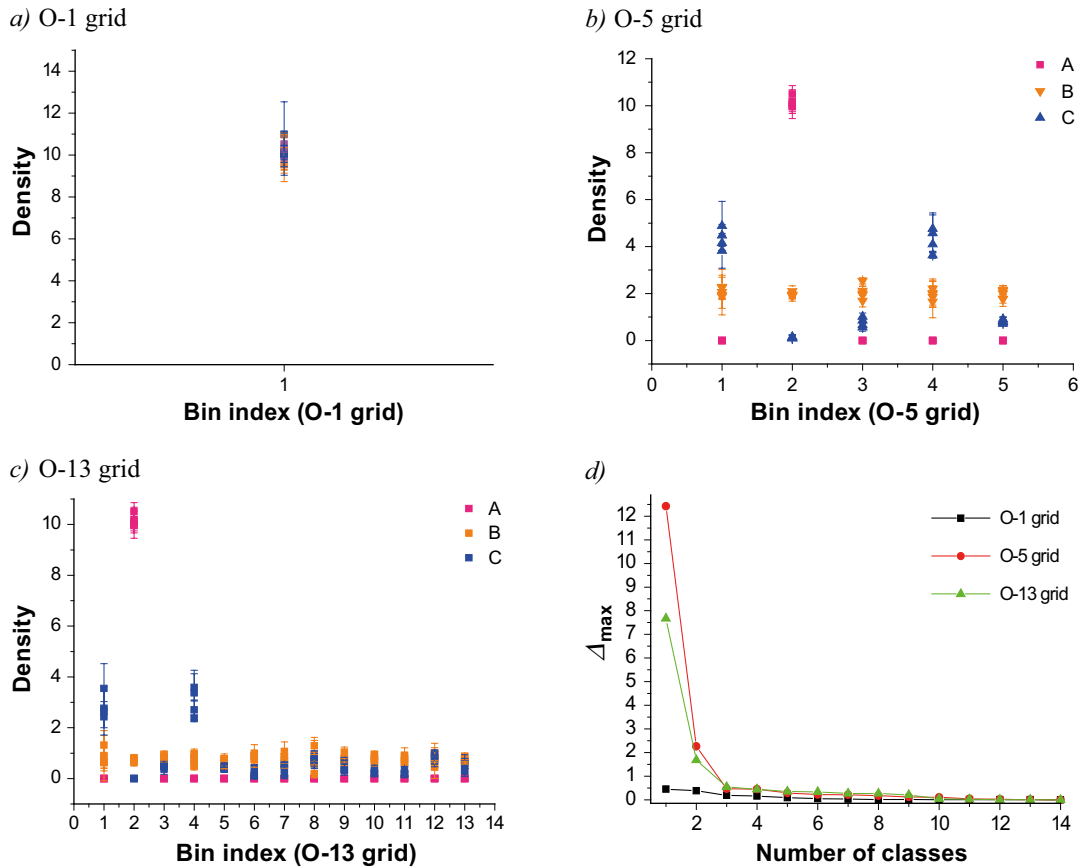 a) O-1 grid
14
12
10
8
6
4
2
0
Density
1
Bin index (O-1 grid)
b) O-5 grid
12
10
8
6
4
2
0
Density
A
B
C
0 1 2 3 4 5 6
Bin index (O-5 grid)
c) O-13 grid
10
8
6
4
2
0
Density
A
B
C
0 1 2 3 4 5 6 7 8 9 10 11 12 13 14
Bin index (O-13 grid)
d)
12
11
10
9
8
7
6
5
4
3
2
1
0
Δmax
O-1 grid
O-5 grid
O-13 grid
2 4 6 8 10 12 14
Number of classes